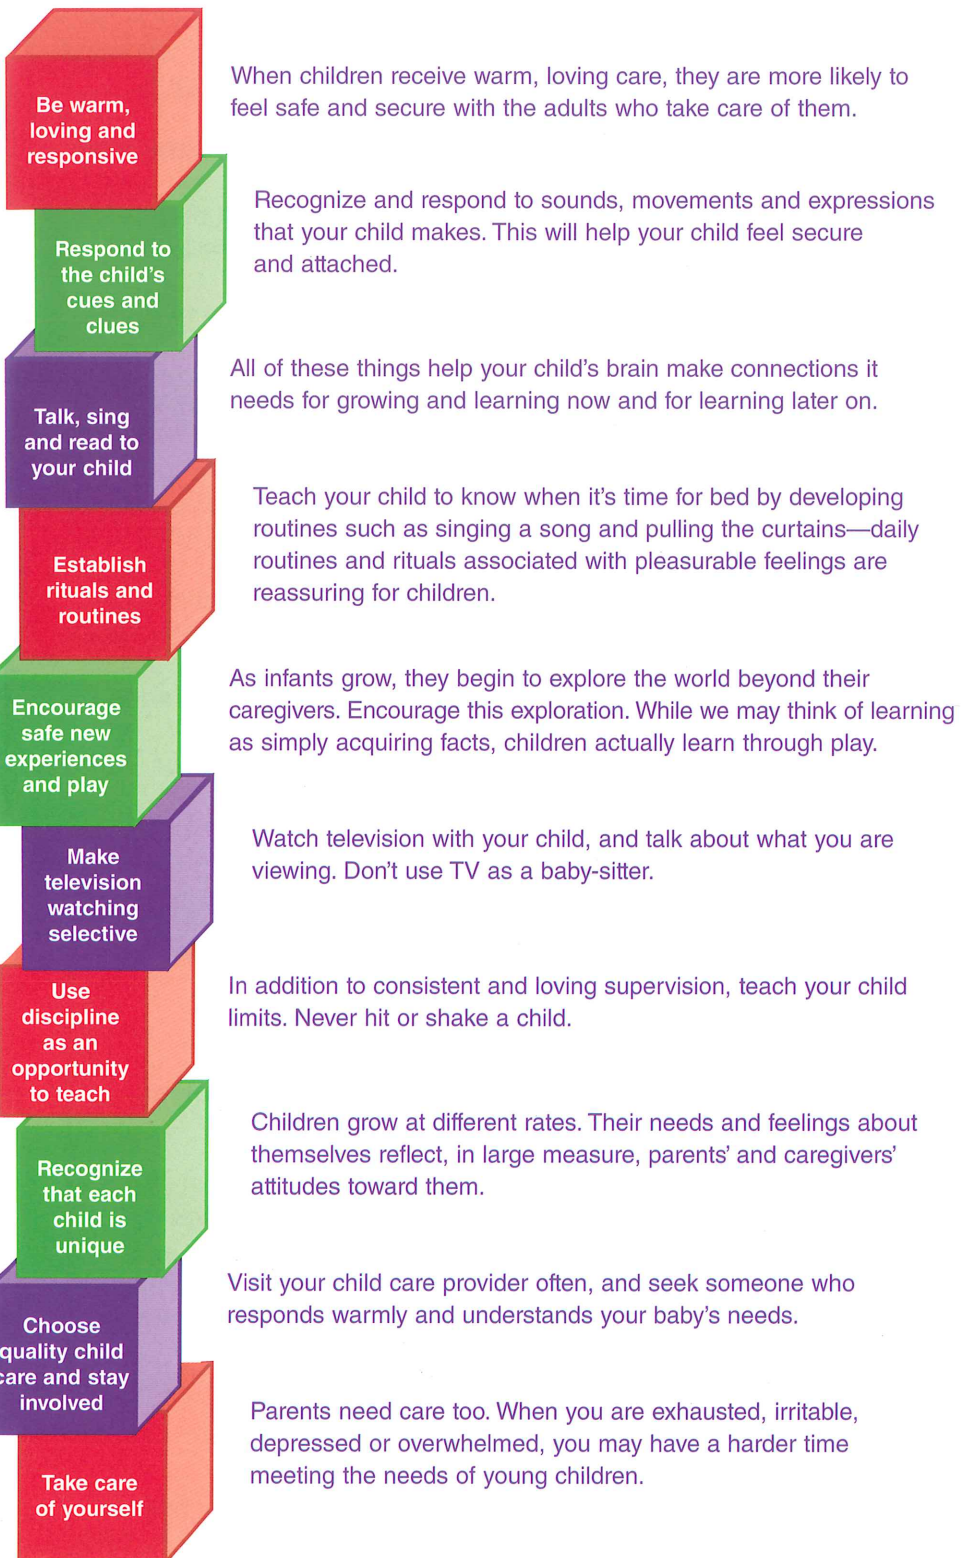 Be warm,
loving and
responsive
When children receive warm, loving care, they are more likely to
feel safe and secure with the adults who take care of them.
Respond to
the child's
cues and
clues
Recognize and respond to sounds, movements and expressions
that your child makes. This will help your child feel secure
and attached.
Talk, sing
and read to
your child
All of these things help your child's brain make connections it
needs for growing and learning now and for learning later on.
Establish
rituals and
routines
Teach your child to know when it's time for bed by developing
routines such as singing a song and pulling the curtains—daily
routines and rituals associated with pleasurable feelings are
reassuring for children.
Encourage
safe new
experiences
and play
As infants grow, they begin to explore the world beyond their
caregivers. Encourage this exploration. While we may think of learning
as simply acquiring facts, children actually learn through play.
Make
television
watching
selective
Watch television with your child, and talk about what you are
viewing. Don't use TV as a baby-sitter.
Use
discipline
as an
opportunity
to teach
In addition to consistent and loving supervision, teach your child
limits. Never hit or shake a child.
Recognize
that each
child is
unique
Children grow at different rates. Their needs and feelings about
themselves reflect, in large measure, parents' and caregivers'
attitudes toward them.
Choose
quality child
care and stay
involved
Visit your child care provider often, and seek someone who
responds warmly and understands your baby's needs.
Take care
of yourself
Parents need care too. When you are exhausted, irritable,
depressed or overwhelmed, you may have a harder time
meeting the needs of young children.